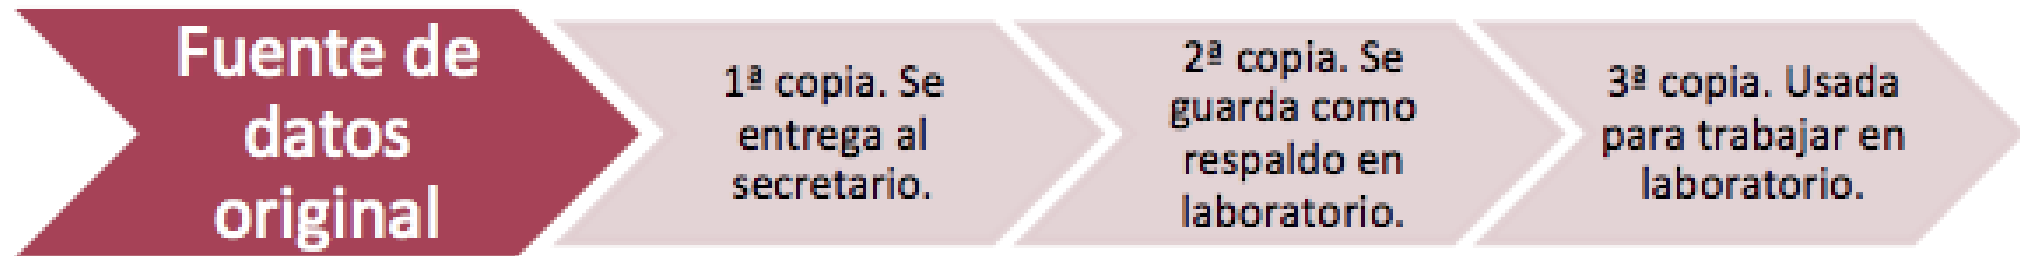 Fuente de
datos
original
1ª copia. Se
entrega al
secretario.
2ª copia. Se
guarda como
respaldo en
laboratorio.
3ª copia. Usada
para trabajar en
laboratorio.